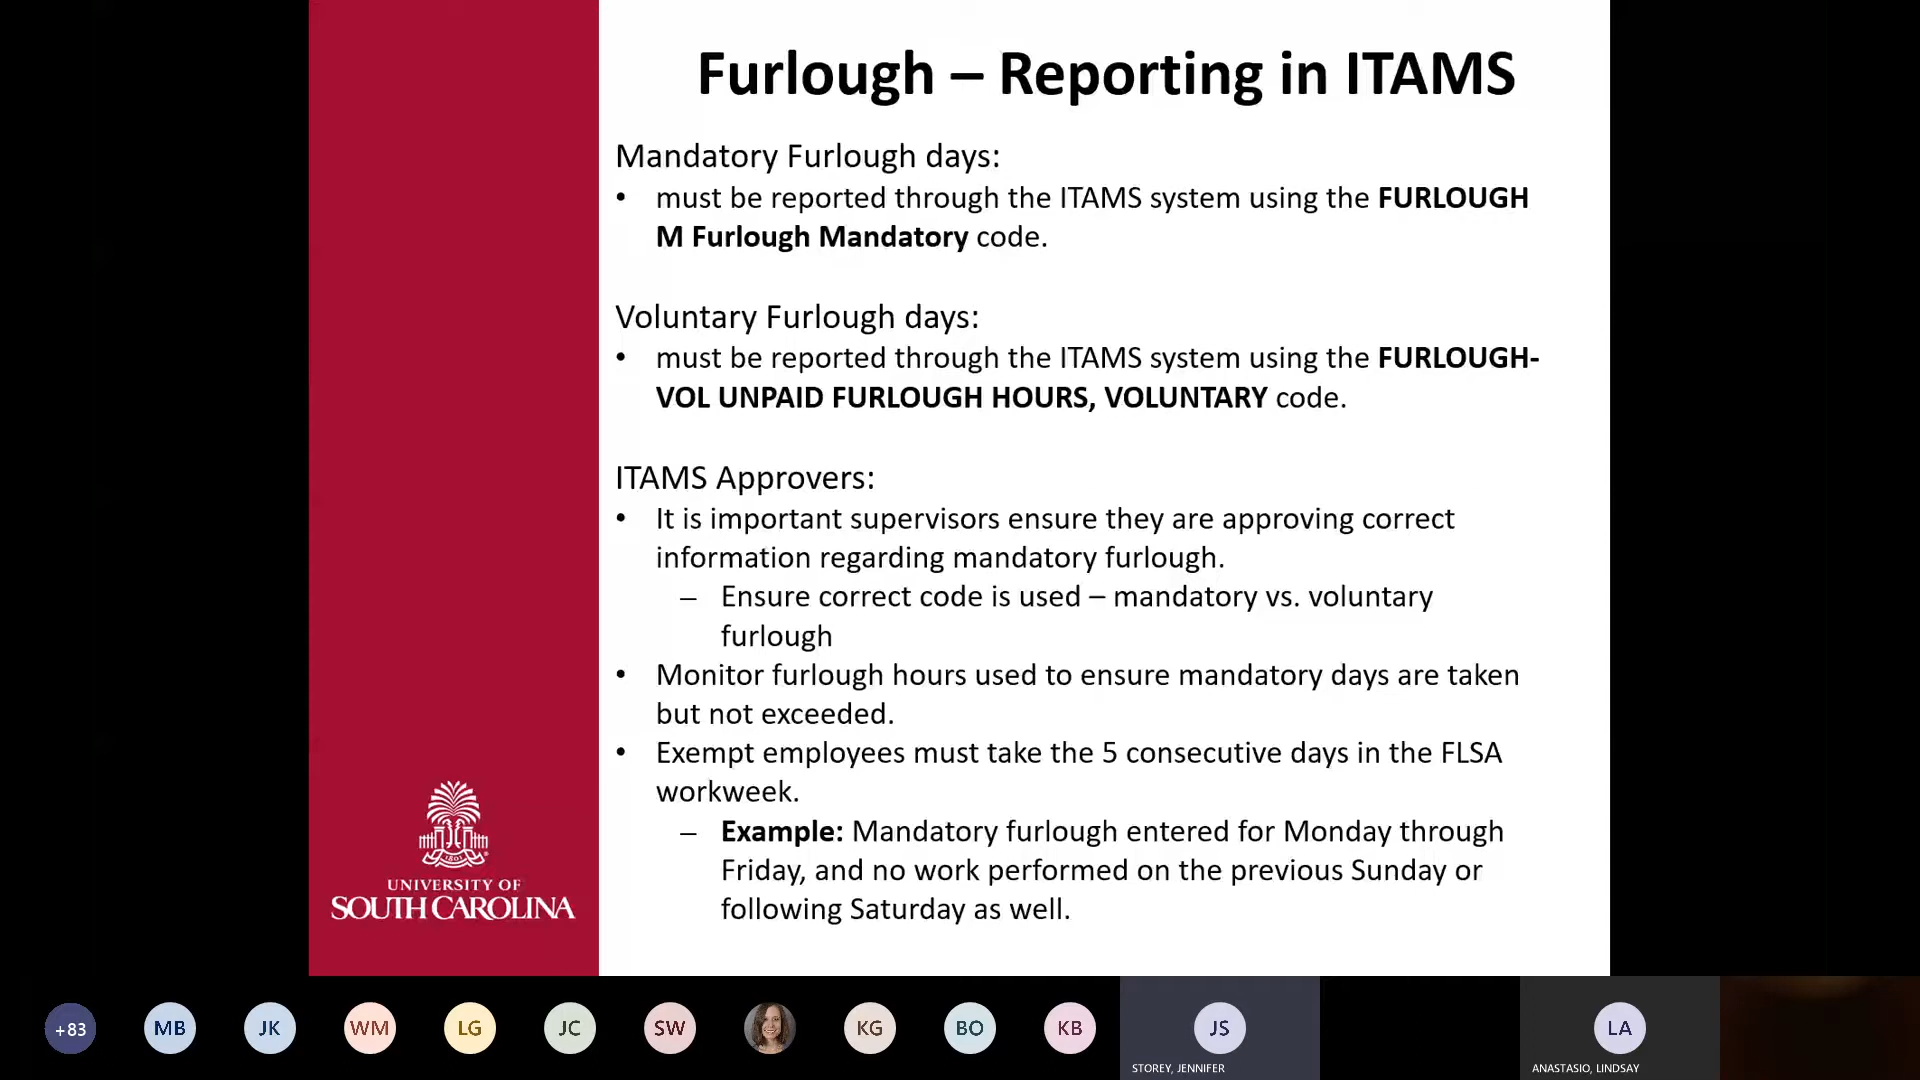 Furlough – Reporting in ITAMS
Mandatory Furlough days:
• must be reported through the ITAMS system using the FURLOUGH
M Furlough Mandatory code.
Voluntary Furlough days:
• must be reported through the ITAMS system using the FURLOUGH-
VOL UNPAID FURLOUGH HOURS, VOLUNTARY code.
ITAMS Approvers:
• It is important supervisors ensure they are approving correct
information regarding mandatory furlough.
– Ensure correct code is used – mandatory vs. voluntary
furlough
• Monitor furlough hours used to ensure mandatory days are taken
but not exceeded.
• Exempt employees must take the 5 consecutive days in the FLSA
workweek.
– Example: Mandatory furlough entered for Monday through
Friday, and no work performed on the previous Sunday or
following Saturday as well.
1801
UNIVERSITY OF
SOUTH CAROLINA
+83 MB JK WM LG JC SW KG BO KB JS LA
STOREY, JENNIFER ANASTASIO, LINDSAY